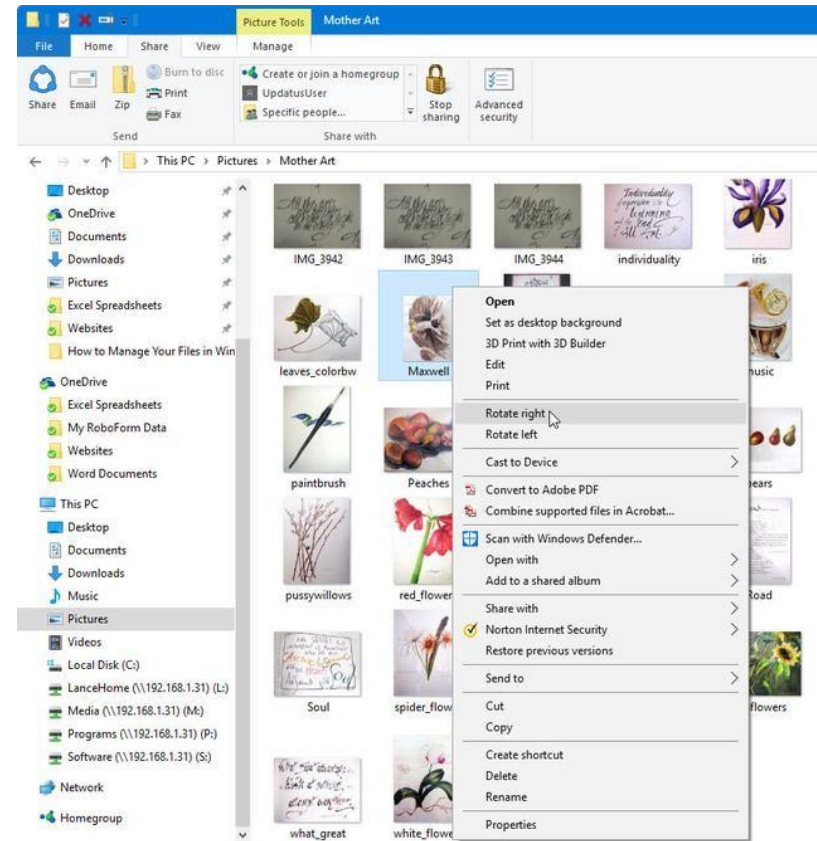 Picture Tools
Mother Art
File Home Share View Manage
Share
Email
Zip
Burn to disc
Print
Fax
Send
Create or join a homegroup
UpdatusUser
Specific people...
Share with
Stop sharing
Advanced security
This PC > Pictures > Mother Art
Desktop
OneDrive
Documents
Downloads
Pictures
Excel Spreadsheets
Websites
How to Manage Your Files in Win
OneDrive
Excel Spreadsheets
My RoboForm Data
Websites
Word Documents
This PC
Desktop
Documents
Downloads
Music
Pictures
Videos
Local Disk (C:)
LanceHome (\\192.168.1.31) (L:)
Media (\\192.168.1.31) (M:)
Programs (\\192.168.1.31) (P:)
Software (\\192.168.1.31) (S:)
Network
Homegroup
IMG_3942
IMG_3943
IMG_3944
Individuality
individuality
iris
leaves_colorbw
Maxwell
music
paintbrush
Peaches
pears
pussywillows
red_flower
Road
Soul
spider_flow
flowers
what_great
white_flowe
Open
Set as desktop background
3D Print with 3D Builder
Edit
Print
Rotate right
Rotate left
Cast to Device
Convert to Adobe PDF
Combine supported files in Acrobat...
Scan with Windows Defender...
Open with
Add to a shared album
Share with
Norton Internet Security
Restore previous versions
Send to
Cut
Copy
Create shortcut
Delete
Rename
Properties